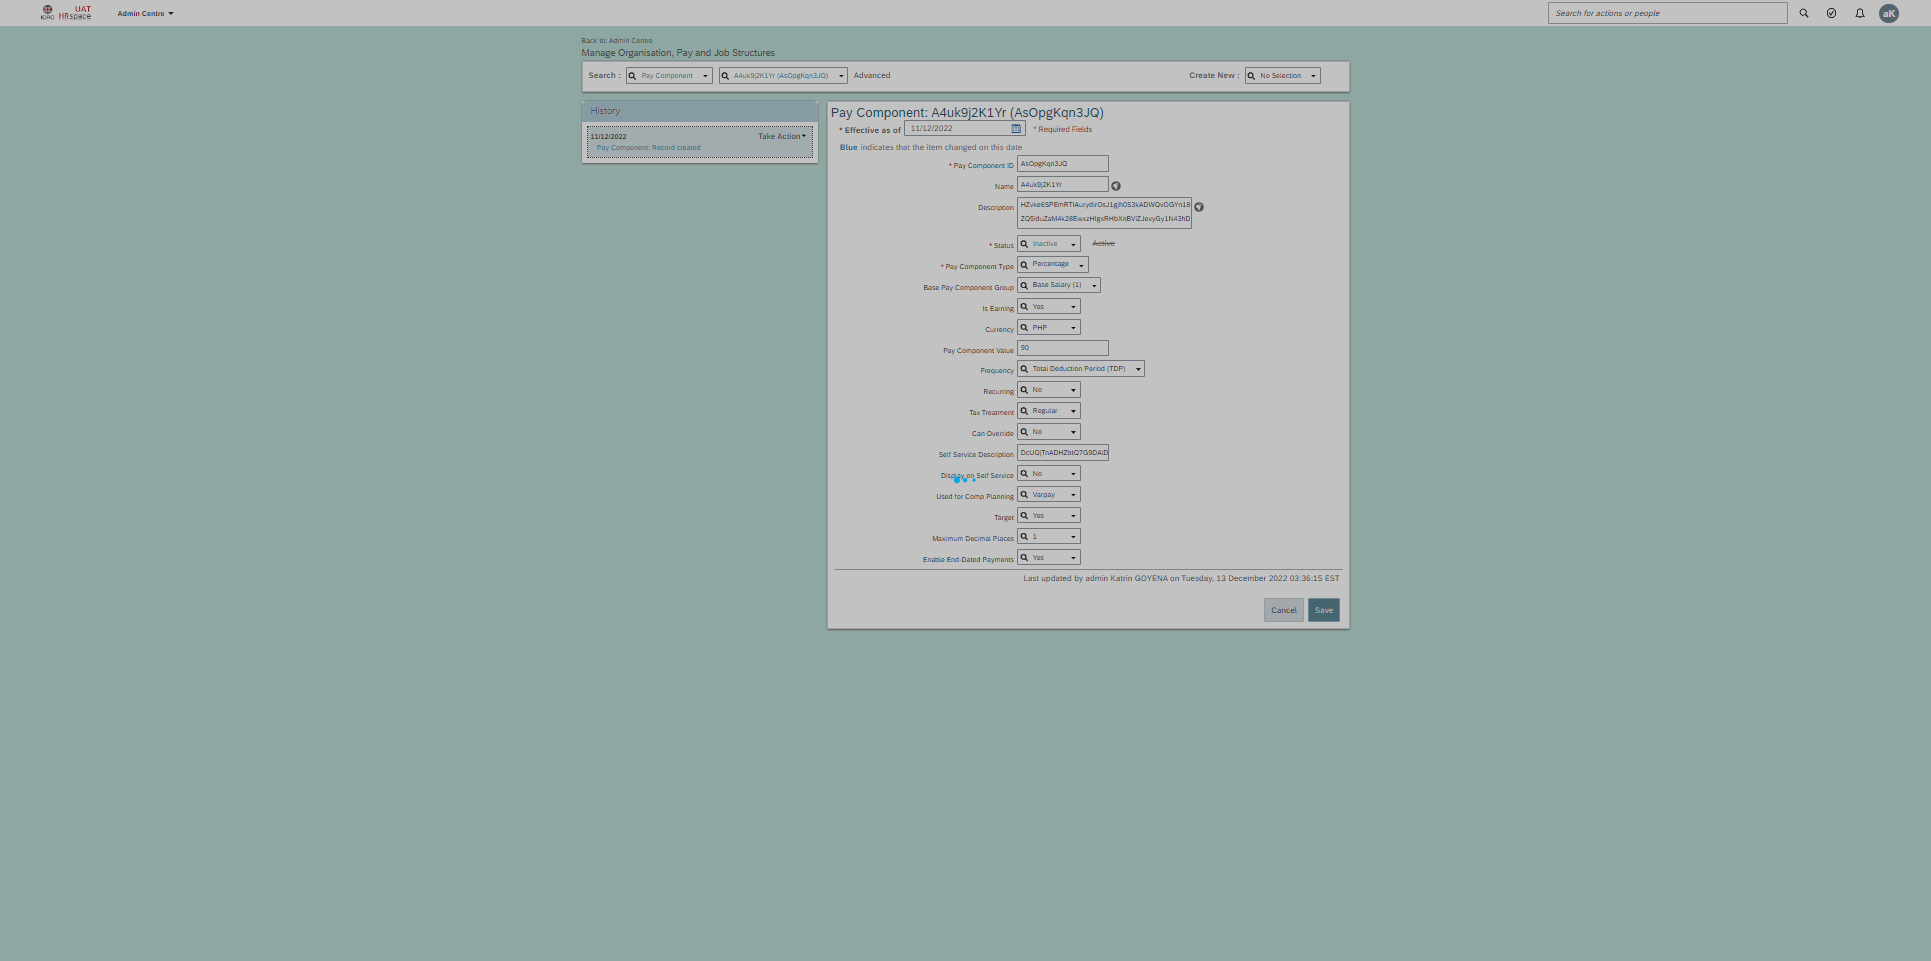 ICRC
UAT
HRspace
Admin Centre
Search for actions or people
aK
Back to: Admin Centre
Manage Organisation, Pay and Job Structures
Search :
Pay Component
A4uk9j2K1Yr (AsOpgKqn3JQ)
Advanced
Create New :
No Selection
History
11/12/2022
Take Action
Pay Component: Record created
Pay Component: A4uk9j2K1Yr (AsOpgKqn3JQ)
* Effective as of
11/12/2022
* Required Fields
Blue indicates that the item changed on this date
* Pay Component ID
AsOpgKqn3JQ
Name
A4uk9j2K1Yr
Description
* Status
Inactive
Active
* Pay Component Type
Percentage
Base Pay Component Group
Base Salary (1)
Is Earning
Yes
Currency
PHP
Pay Component Value
90
Frequency
Total Deduction Period (TDP)
Recurring
No
Tax Treatment
Regular
Can Override
No
Self Service Description
Display on Self Service
No
Used for Comp Planning
Varpay
Target
Yes
Maximum Decimal Places
1
Enable End-Dated Payments
Yes
Last updated by admin Katrin GOYENA on Tuesday, 13 December 2022 03:36:15 EST
Cancel
Save